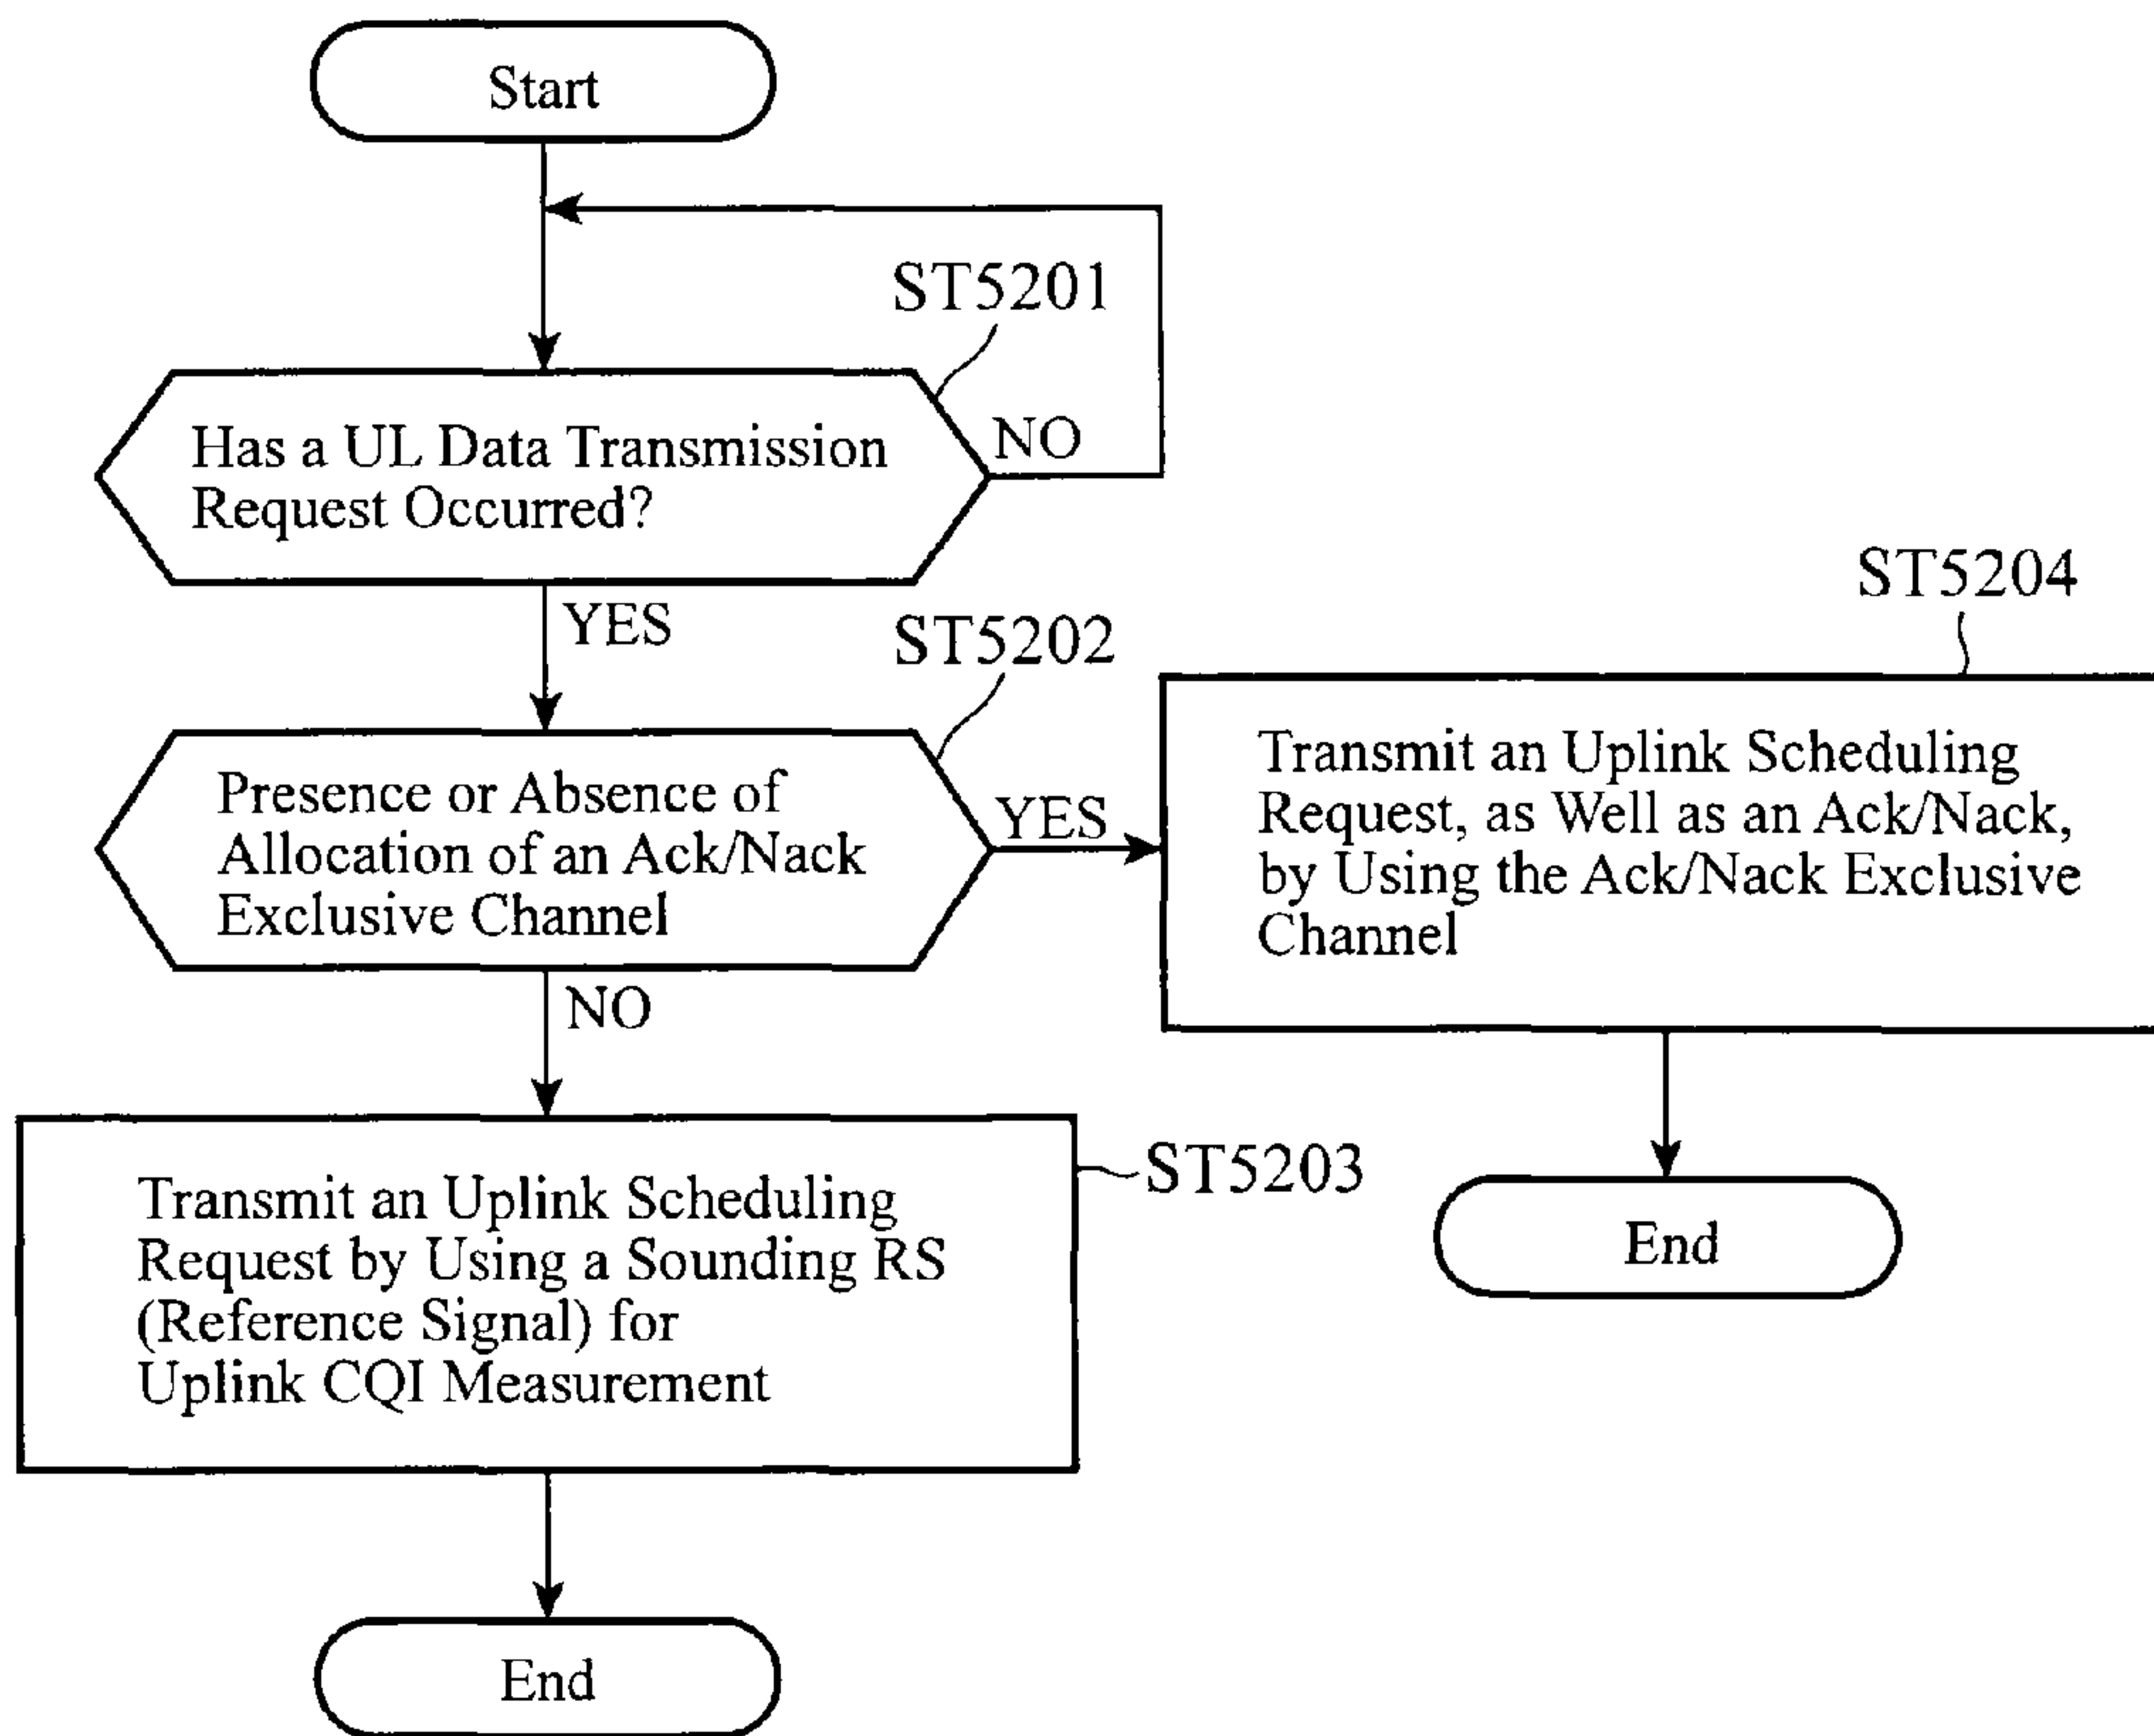 Start
ST5201
Has a UL Data Transmission
Request Occurred?
NO
YES
ST5202
Presence or Absence of
Allocation of an Ack/Nack
Exclusive Channel
YES
NO
ST5204
Transmit an Uplink Scheduling
Request, as Well as an Ack/Nack,
by Using the Ack/Nack Exclusive
Channel
End
ST5203
Transmit an Uplink Scheduling
Request by Using a Sounding RS
(Reference Signal) for
Uplink CQI Measurement
End